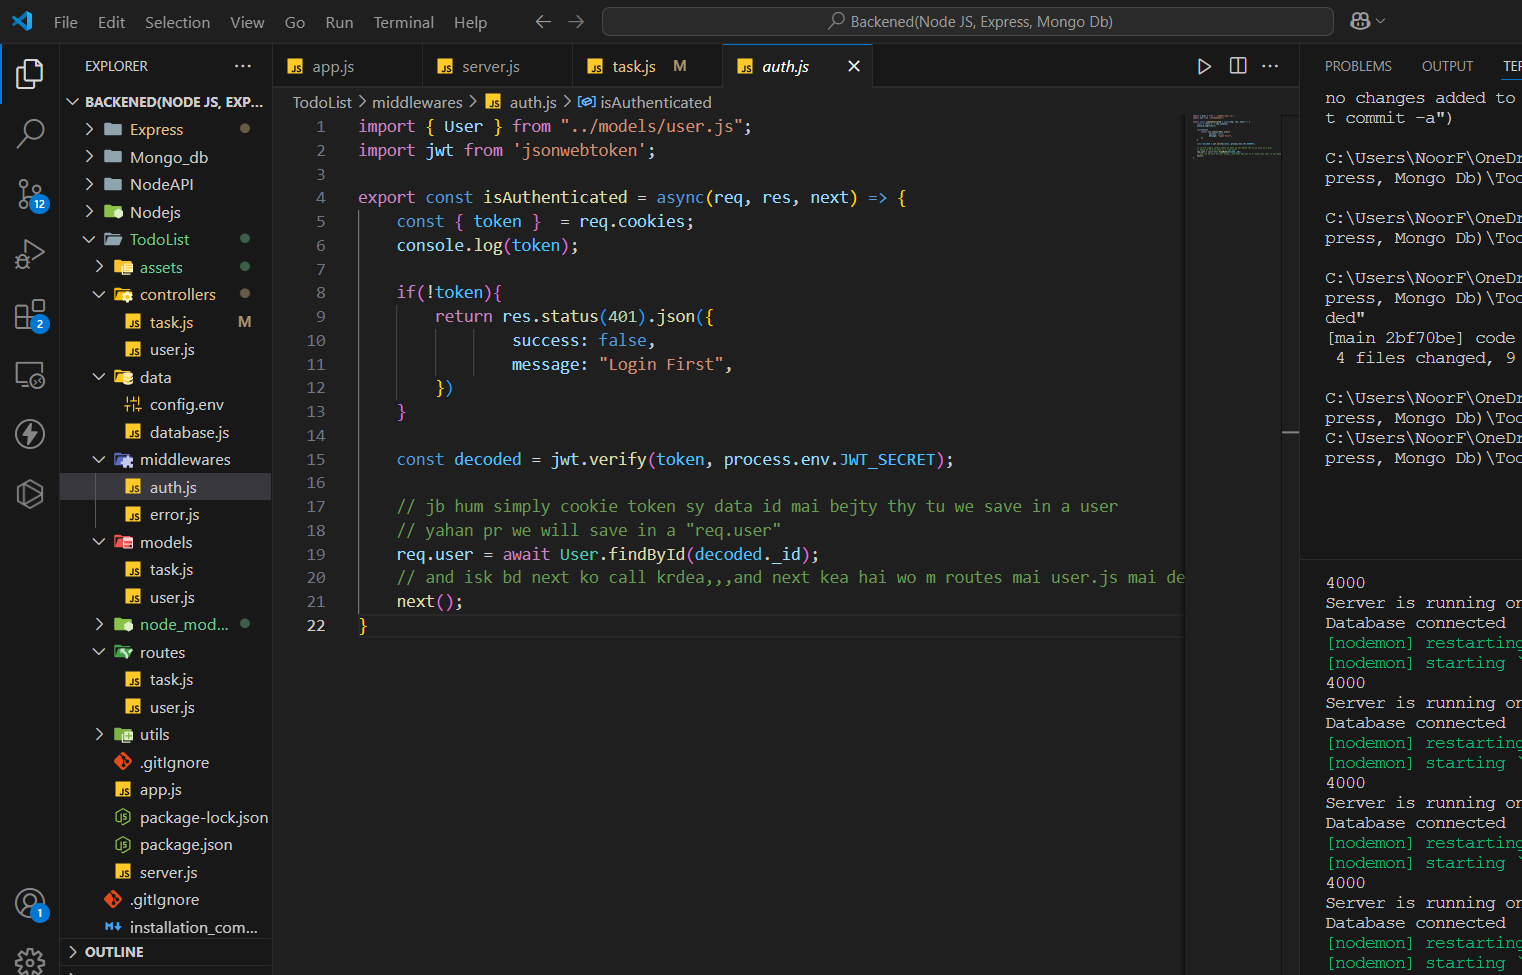 File Edit Selection View Go Run Terminal Help
Backened(Node JS, Express, Mongo Db)
EXPLORER
BACKENED(NODE JS, EXP...
Express
Mongo_db
NodeAPI
Nodejs
TodoList
assets
controllers
task.js M
user.js
data
config.env
database.js
middlewares
auth.js
error.js
models
task.js
user.js
node_mod...
routes
task.js
user.js
utils
.gitIgnore
app.js
package-lock.json
package.json
server.js
.gitIgnore
installation_com...
OUTLINE
12
2
1
app.js server.js task.js M auth.js
TodoList > middlewares > auth.js > isAuthenticated
1 import { User } from "../models/user.js";
2 import jwt from 'jsonwebtoken';
3
4 export const isAuthenticated = async(req, res, next) => {
5 const { token } = req.cookies;
6 console.log(token);
7
8 if(!token){
9 return res.status(401).json({
10 success: false,
11 message: "Login First",
12 })
13 }
14
15 const decoded = jwt.verify(token, process.env.JWT_SECRET);
16
17 // jb hum simply cookie token sy data id mai bejty thy tu we save in a user
18 // yahan pr we will save in a "req.user"
19 req.user = await User.findById(decoded._id);
20 // and isk bd next ko call krdea,,,and next kea hai wo m routes mai user.js mai de
21 next();
22 }
PROBLEMS OUTPUT TE
no changes added to
t commit -a")
C:\Users\NoorF\OneDr
press, Mongo Db)\Toc
C:\Users\NoorF\OneDr
press, Mongo Db)\Toc
C:\Users\NoorF\OneDr
press, Mongo Db)\Toc
ded"
[main 2bf70be] code
4 files changed, 9
C:\Users\NoorF\OneDr
press, Mongo Db)\Toc
C:\Users\NoorF\OneDr
press, Mongo Db)\Toc
4000
Server is running on
Database connected
[nodemon] restarting
[nodemon] starting `
4000
Server is running on
Database connected
[nodemon] restarting
[nodemon] starting `
4000
Server is running on
Database connected
[nodemon] restarting
[nodemon] starting `
4000
Server is running on
Database connected
[nodemon] restarting
[nodemon] starting `